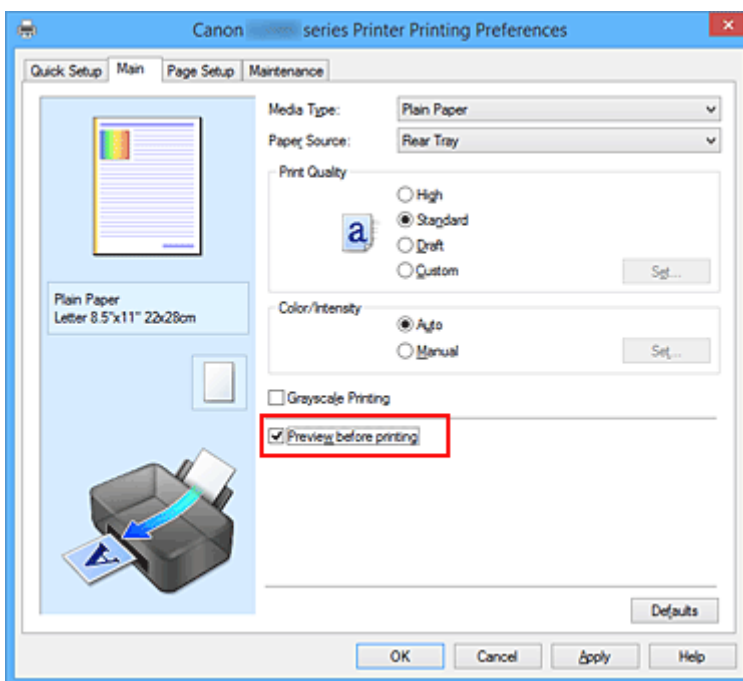 Canon series Printer Printing Preferences
Quick Setup Main Page Setup Maintenance
Media Type: Plain Paper
Paper Source: Rear Tray
Print Quality
High
a Standard
Draft
Custom Set...
Plain Paper
Letter 8.5"x11" 22x28cm
Color/Intensity
Auto
Manual Set...
Grayscale Printing
Preview before printing
A
Defaults
OK Cancel Apply Help